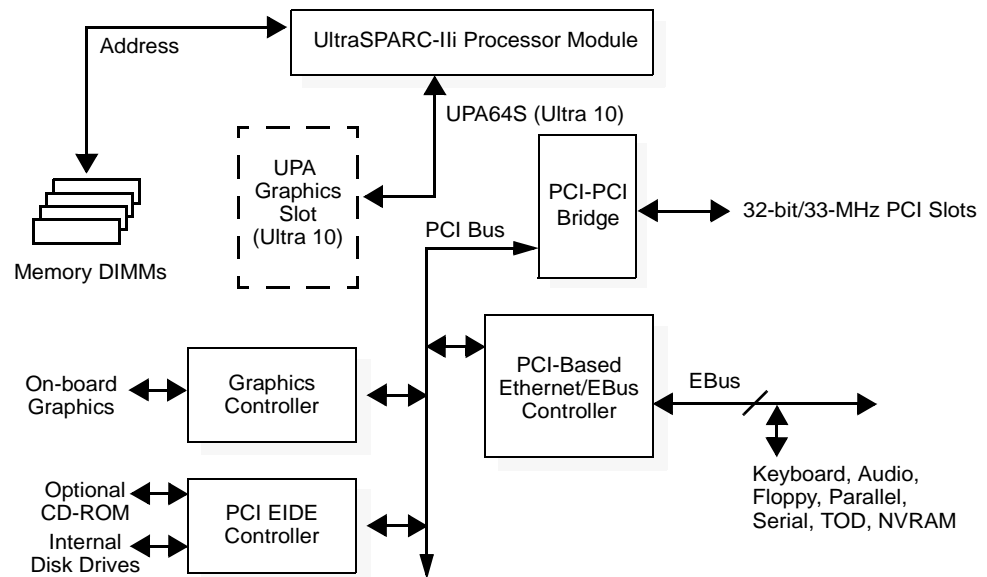 UltraSPARC-IIi Processor Module
Address
UPA64S (Ultra 10)
UPA
Graphics
Slot
(Ultra 10)
PCI-PCI
Bridge
32-bit/33-MHz PCI Slots
PCI Bus
Memory DIMMs
On-board
Graphics
Graphics
Controller
PCI-Based
Ethernet/EBus
Controller
EBus
Keyboard, Audio,
Floppy, Parallel,
Serial, TOD, NVRAM
Optional
CD-ROM
Internal
Disk Drives
PCI EIDE
Controller